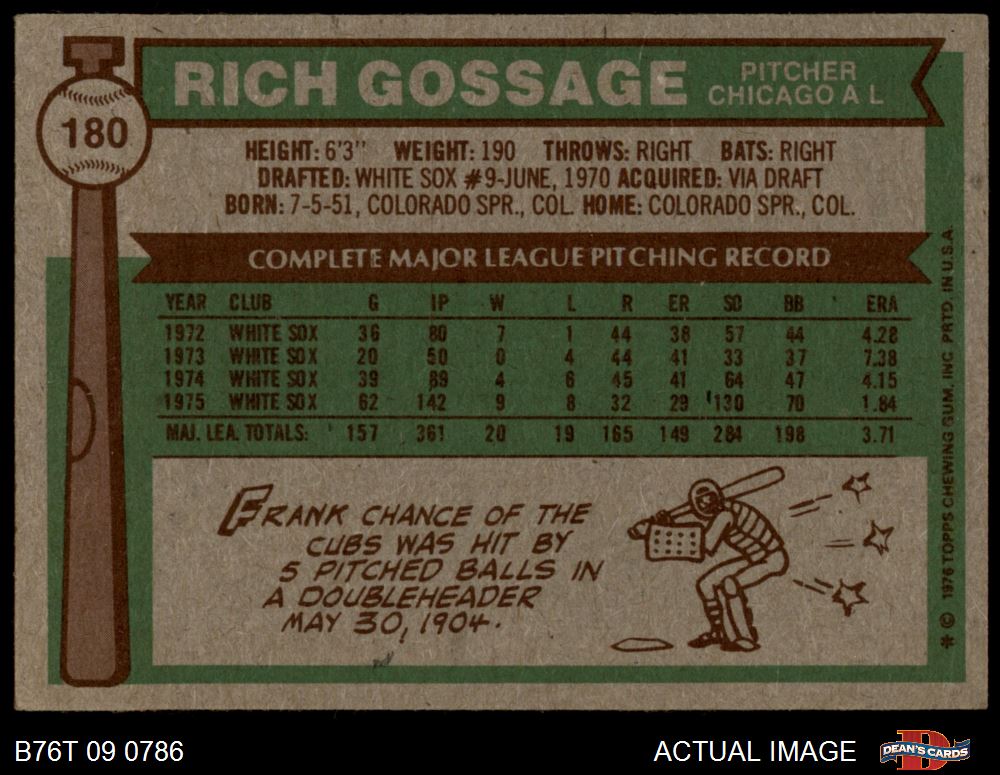 180
RICH GOSSAGE
PITCHER
CHICAGO A L
HEIGHT: 6'3" WEIGHT: 190 THROWS: RIGHT BATS: RIGHT
DRAFTED: WHITE SOX #9-JUNE, 1970 ACQUIRED: VIA DRAFT
BORN: 7-5-51, COLORADO SPR., COL. HOME: COLORADO SPR., COL.
COMPLETE MAJOR LEAGUE PITCHING RECORD
YEAR CLUB G IP W L R ER SO BB ERA
1972 WHITE SOX 36 80 7 1 44 38 57 44 4.28
1973 WHITE SOX 20 50 0 4 44 41 33 37 7.38
1974 WHITE SOX 39 89 4 6 45 41 64 47 4.15
1975 WHITE SOX 62 142 9 8 32 29 130 70 1.84
MAJ. LEA. TOTALS: 157 361 20 19 165 149 284 198 3.71
FRANK CHANCE OF THE
CUBS WAS HIT BY
5 PITCHED BALLS IN
A DOUBLEHEADER
MAY 30, 1904.
* © 1976 TOPPS CHEWING GUM, INC. PRTD. IN U.S.A.
B76T 09 0786
ACTUAL IMAGE
D
DEAN'S CARDS